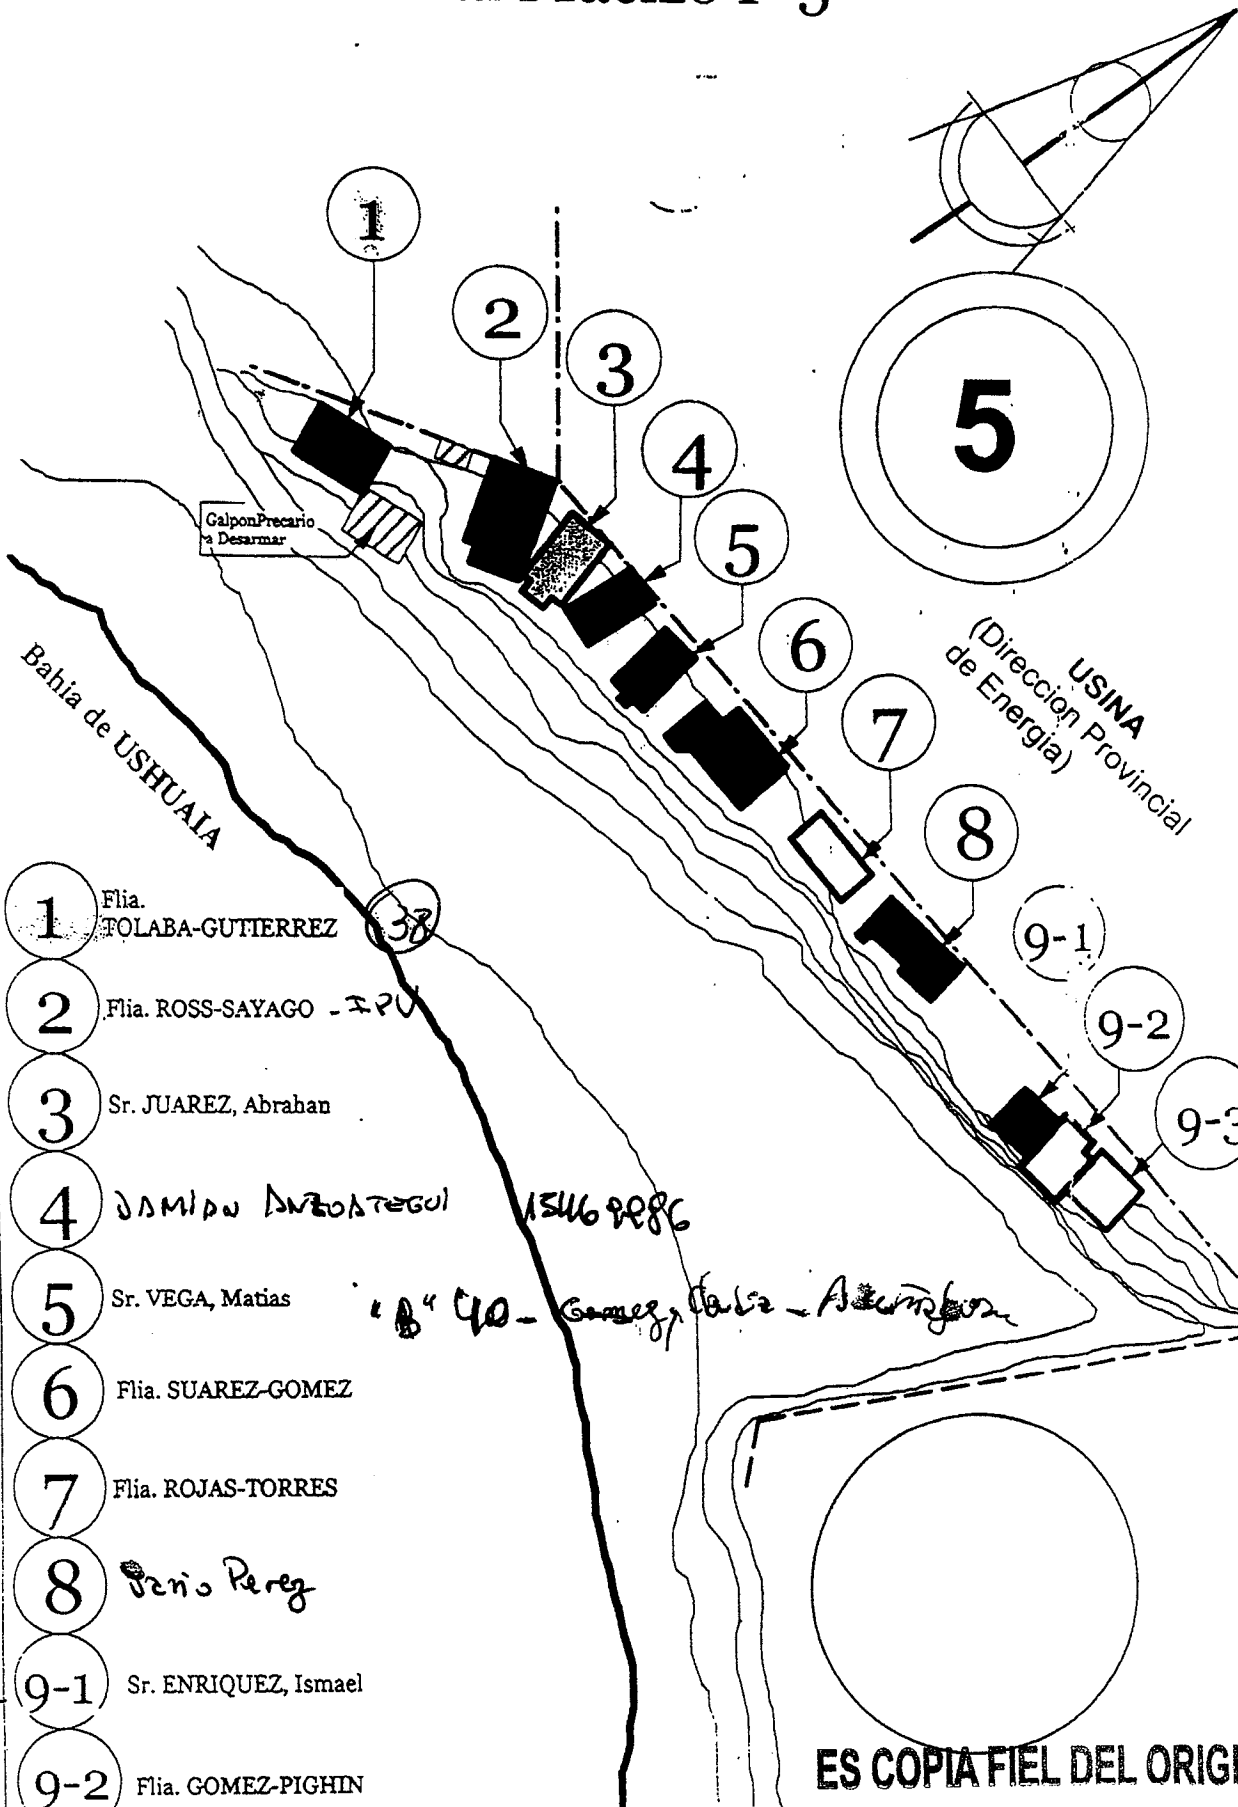 1
2
3
4
5
5
6
7
8
9-1
9-2
9-3
GalponPrecario
a Desarmar
Bahia de USHUAIA
USINA
(Direccion Provincial
de Energia)
1 Flia.
TOLABA-GUTIERREZ
38
2 Flia. ROSS-SAYAGO - IPV
3 Sr. JUAREZ, Abrahan
4 DAMIAN ANZOATEGUI
5 Sr. VEGA, Matias
6 Flia. SUAREZ-GOMEZ
7 Flia. ROJAS-TORRES
8 Perez
9-1 Sr. ENRIQUEZ, Ismael
9-2 Flia. GOMEZ-PIGHIN
ES COPIA FIEL DEL ORIGI